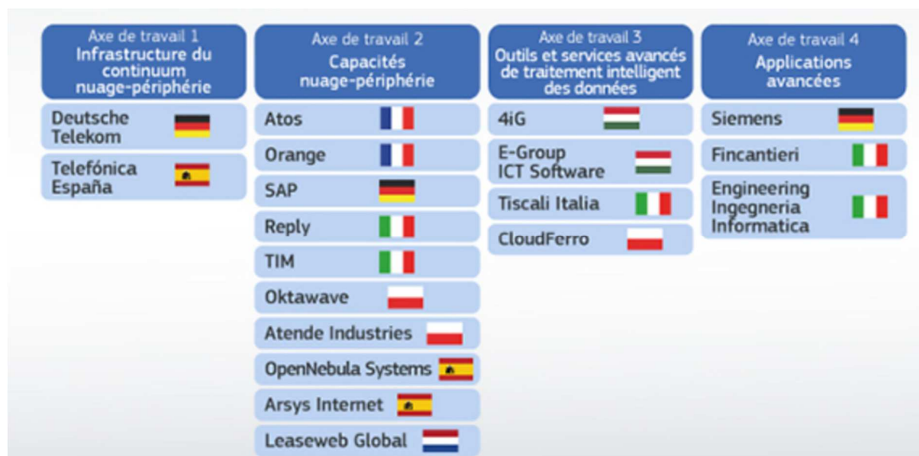 Axe de travail 1
Infrastructure du
continuum
nuage-périphérie
Deutsche
Telekom
Telefónica
España
Axe de travail 2
Capacités
nuage-périphérie
Atos
Orange
SAP
Reply
TIM
Oktawave
Atende Industries
OpenNebula Systems
Arsys Internet
Leaseweb Global
Axe de travail 3
Outils et services avancés
de traitement intelligent
des données
4iG
E-Group
ICT Software
Tiscali Italia
CloudFerro
Axe de travail 4
Applications
avancées
Siemens
Fincantieri
Engineering
Ingegneria
Informatica